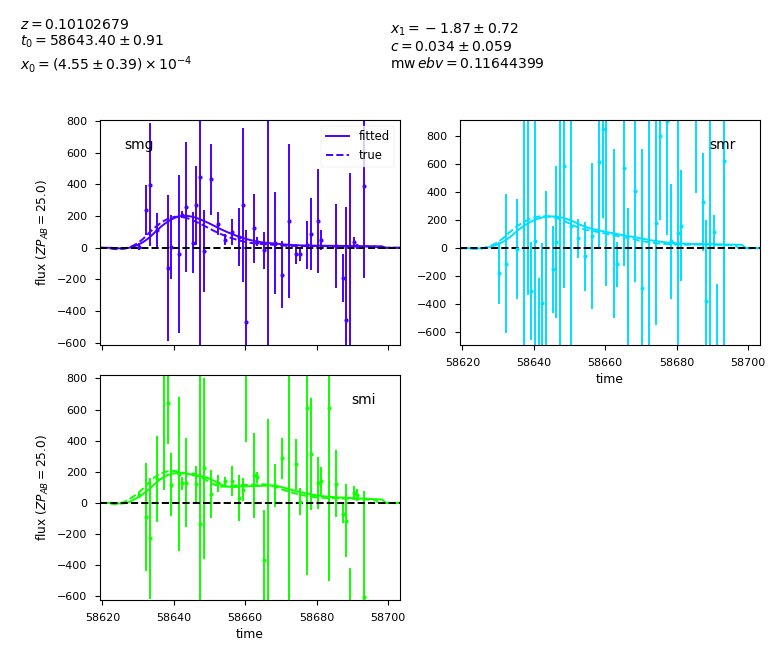 z = 0.10102679
t₀ = 58643.40 ± 0.91
x₀ = (4.55 ± 0.39) × 10⁻⁴
x₁ = −1.87 ± 0.72
c = 0.034 ± 0.059
mw ebv = 0.11644399
800
600
400
200
0
−200
−400
−600
flux (ZP_AB = 25.0)
smg
fitted
true
800
600
400
200
0
−200
−400
−600
smr
58620
58640
58660
58680
58700
time
800
600
400
200
0
−200
−400
−600
flux (ZP_AB = 25.0)
smi
58620
58640
58660
58680
58700
time